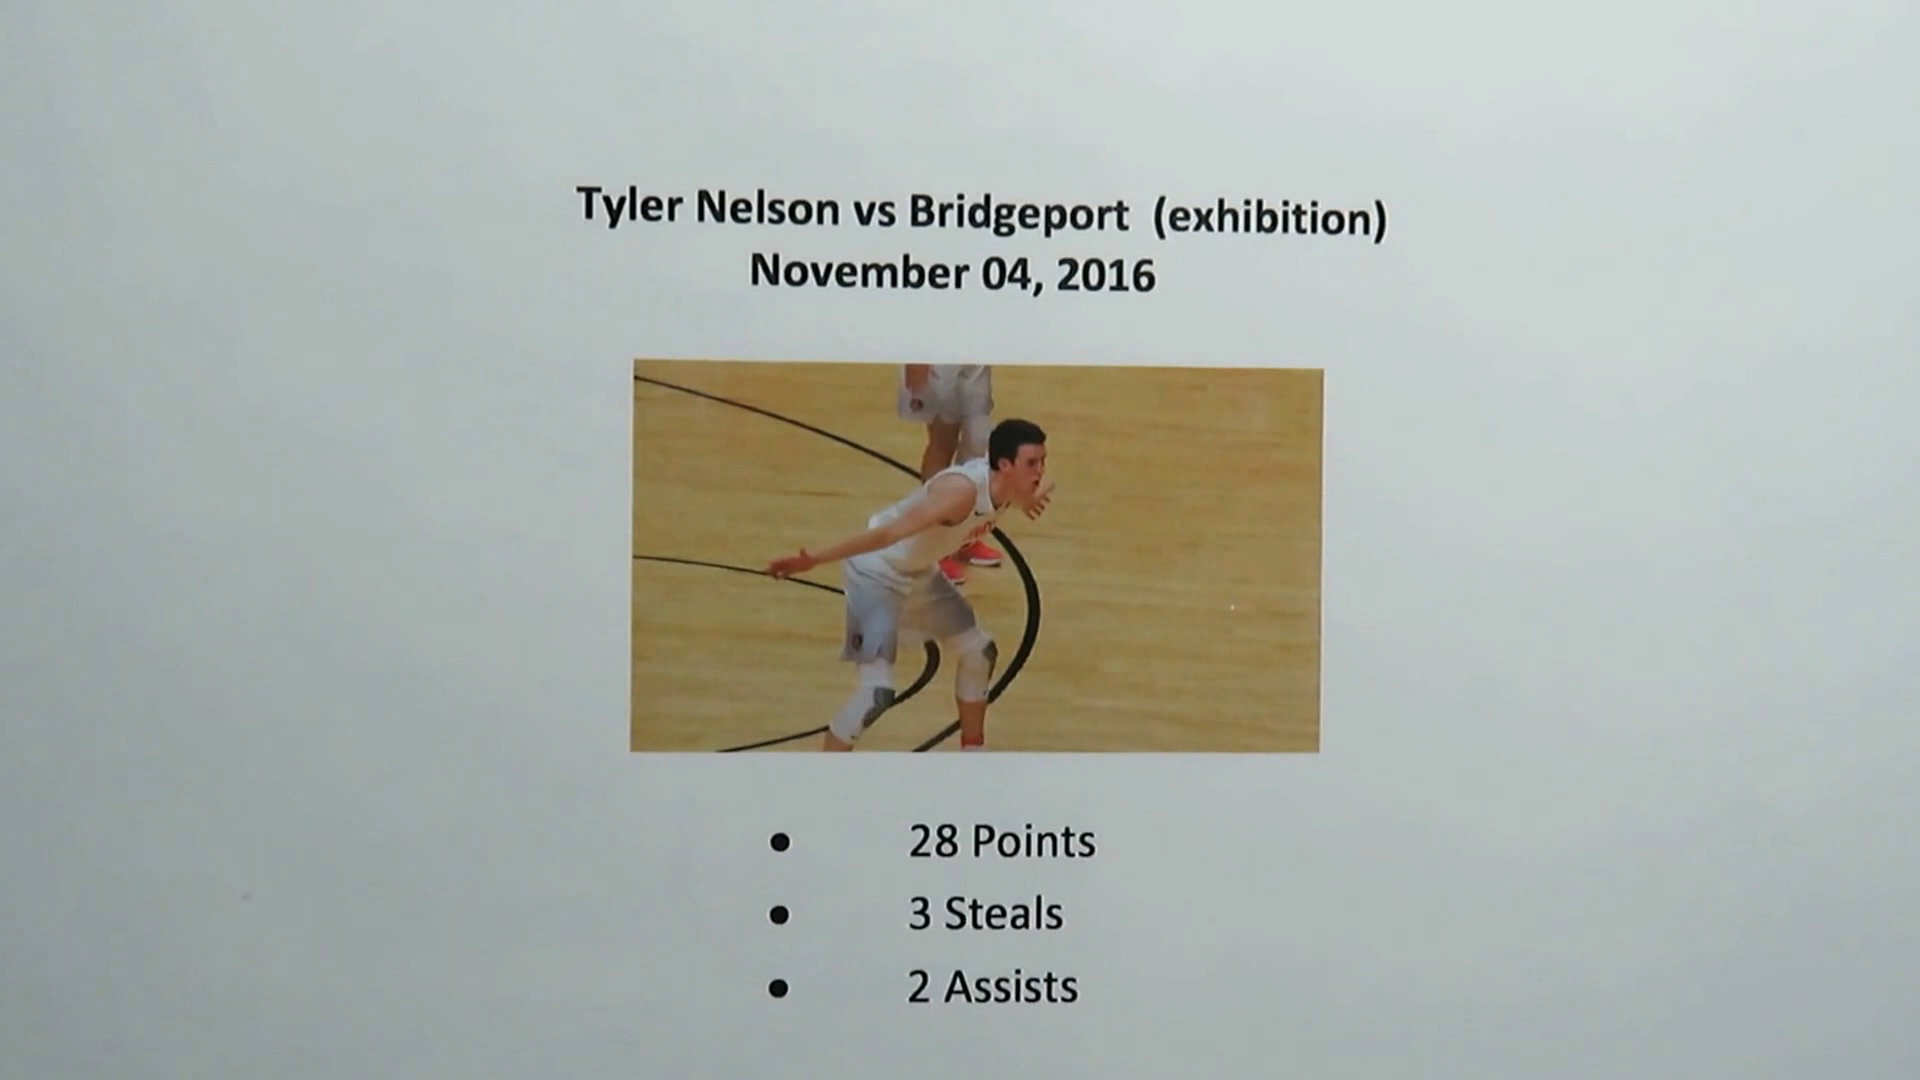 Tyler Nelson vs Bridgeport (exhibition)
November 04, 2016
• 28 Points
• 3 Steals
• 2 Assists